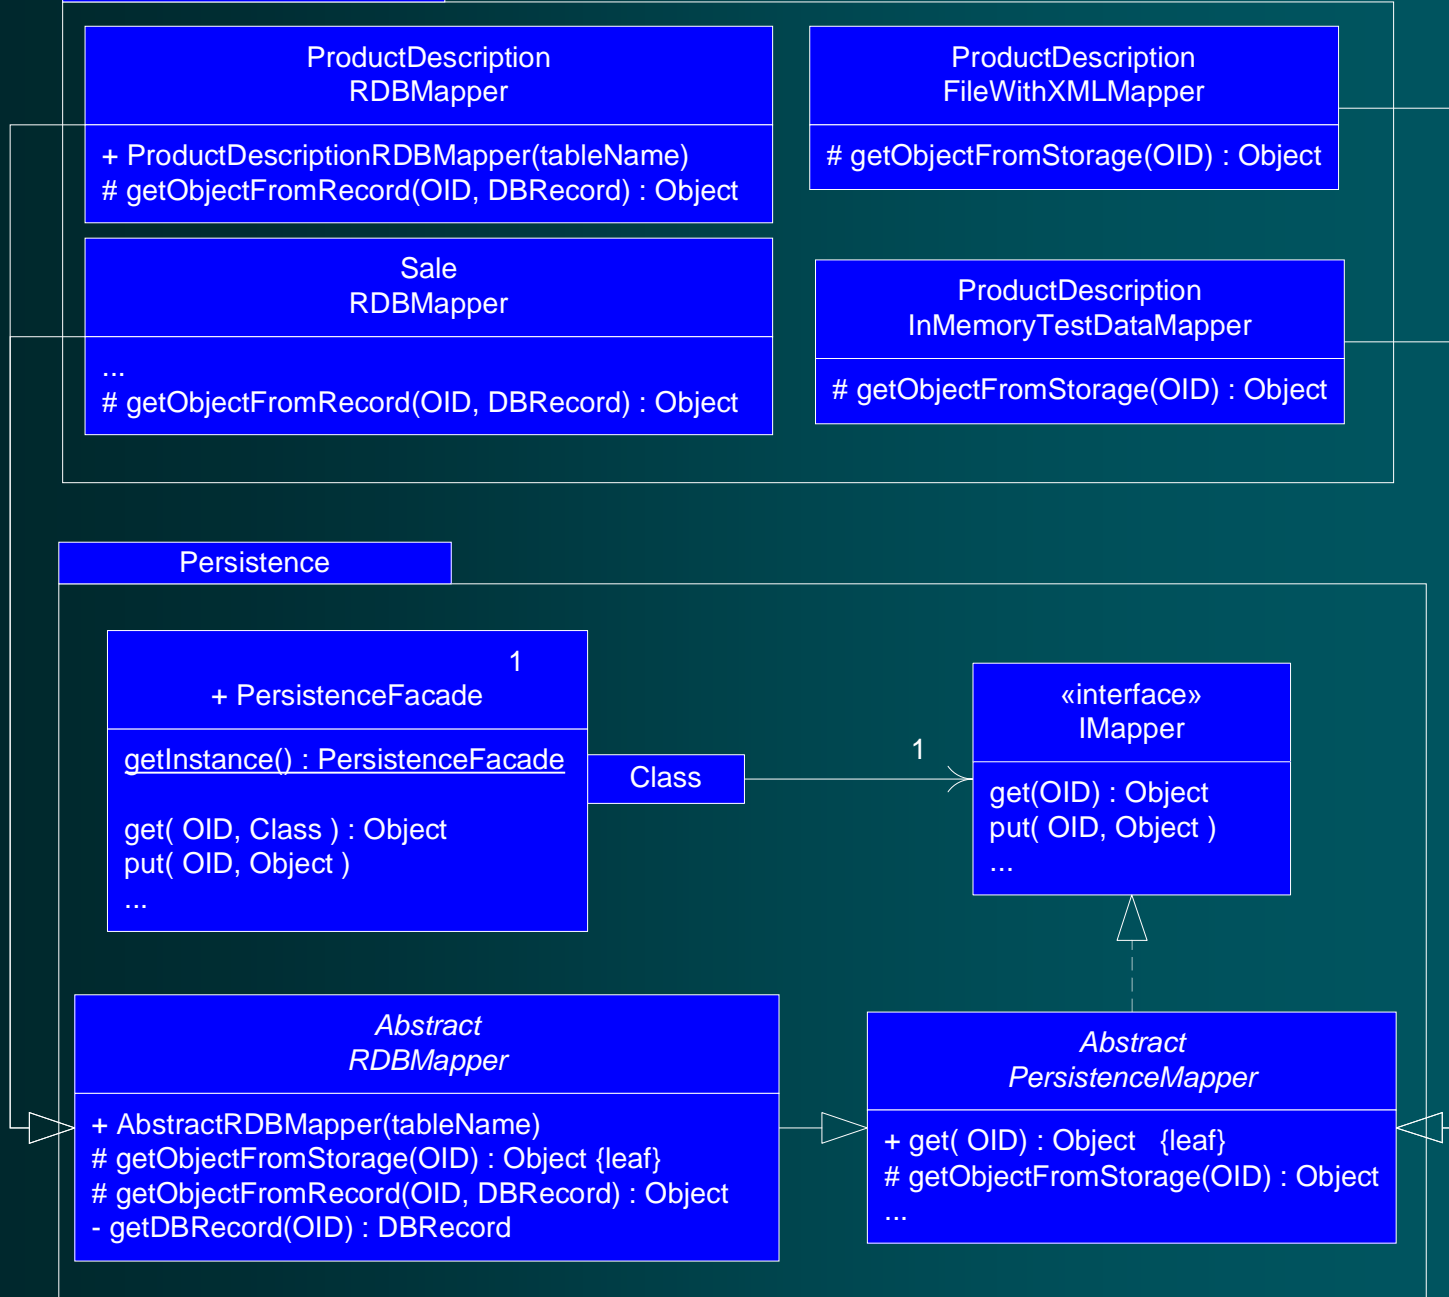 ProductDescription
RDBMapper
+ ProductDescriptionRDBMapper(tableName)
# getObjectFromRecord(OID, DBRecord) : Object
ProductDescription
FileWithXMLMapper
# getObjectFromStorage(OID) : Object
Sale
RDBMapper
...
# getObjectFromRecord(OID, DBRecord) : Object
ProductDescription
InMemoryTestDataMapper
# getObjectFromStorage(OID) : Object
Persistence
1
+ PersistenceFacade
getInstance() : PersistenceFacade
get( OID, Class ) : Object
put( OID, Object )
...
Class
1
«interface»
IMapper
get(OID) : Object
put( OID, Object )
...
Abstract
RDBMapper
+ AbstractRDBMapper(tableName)
# getObjectFromStorage(OID) : Object {leaf}
# getObjectFromRecord(OID, DBRecord) : Object
- getDBRecord(OID) : DBRecord
Abstract
PersistenceMapper
+ get( OID) : Object {leaf}
# getObjectFromStorage(OID) : Object
...